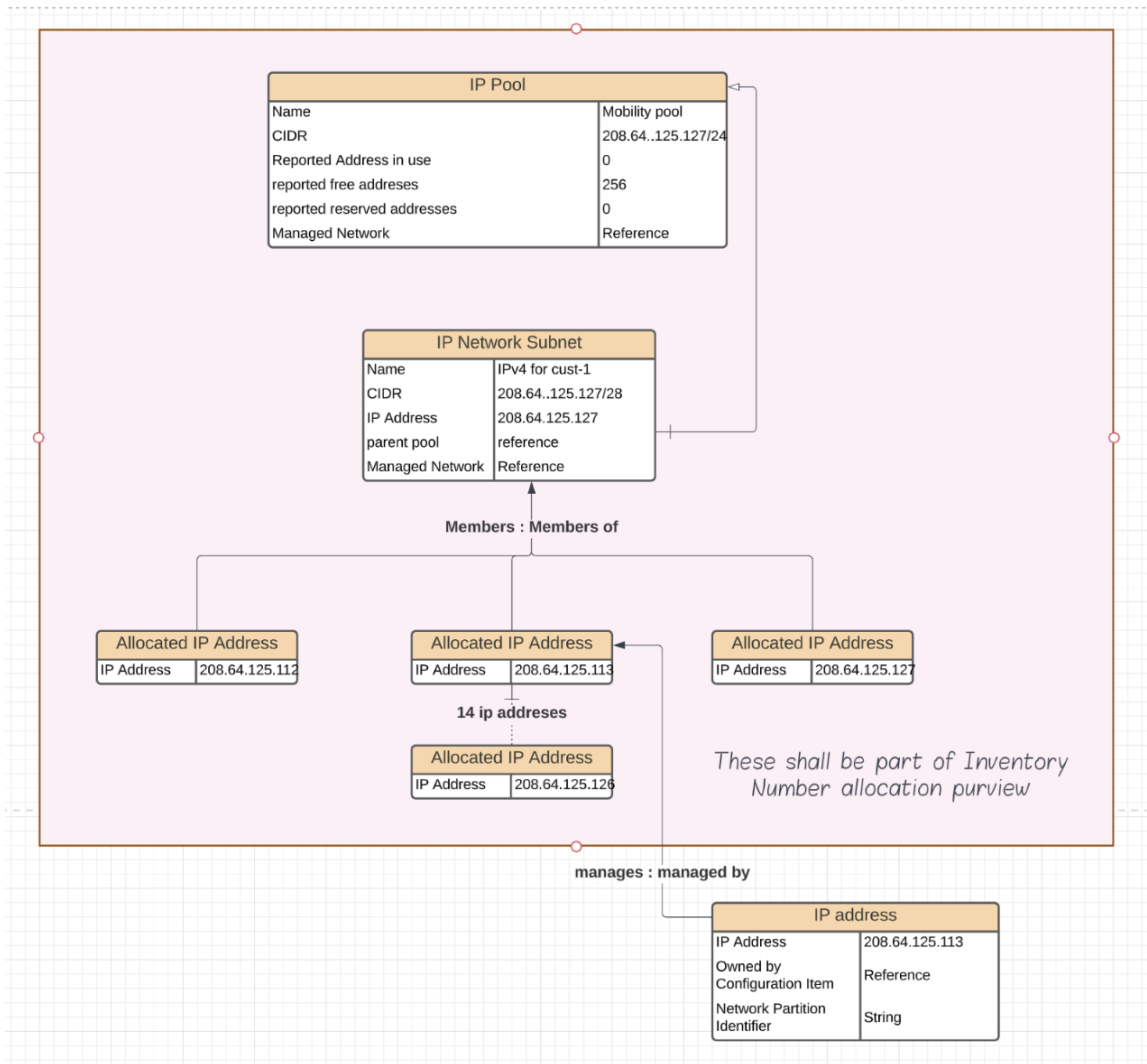 IP Pool
Name Mobility pool
CIDR 208.64..125.127/24
Reported Address in use 0
reported free addreses 256
reported reserved addresses 0
Managed Network Reference
IP Network Subnet
Name IPv4 for cust-1
CIDR 208.64..125.127/28
IP Address 208.64.125.127
parent pool reference
Managed Network Reference
Members : Members of
Allocated IP Address
IP Address 208.64.125.112
Allocated IP Address
IP Address 208.64.125.113
Allocated IP Address
IP Address 208.64.125.127
14 ip addreses
Allocated IP Address
IP Address 208.64.125.126
These shall be part of Inventory
Number allocation purview
manages : managed by
IP address
IP Address 208.64.125.113
Owned by
Configuration Item Reference
Network Partition
Identifier String